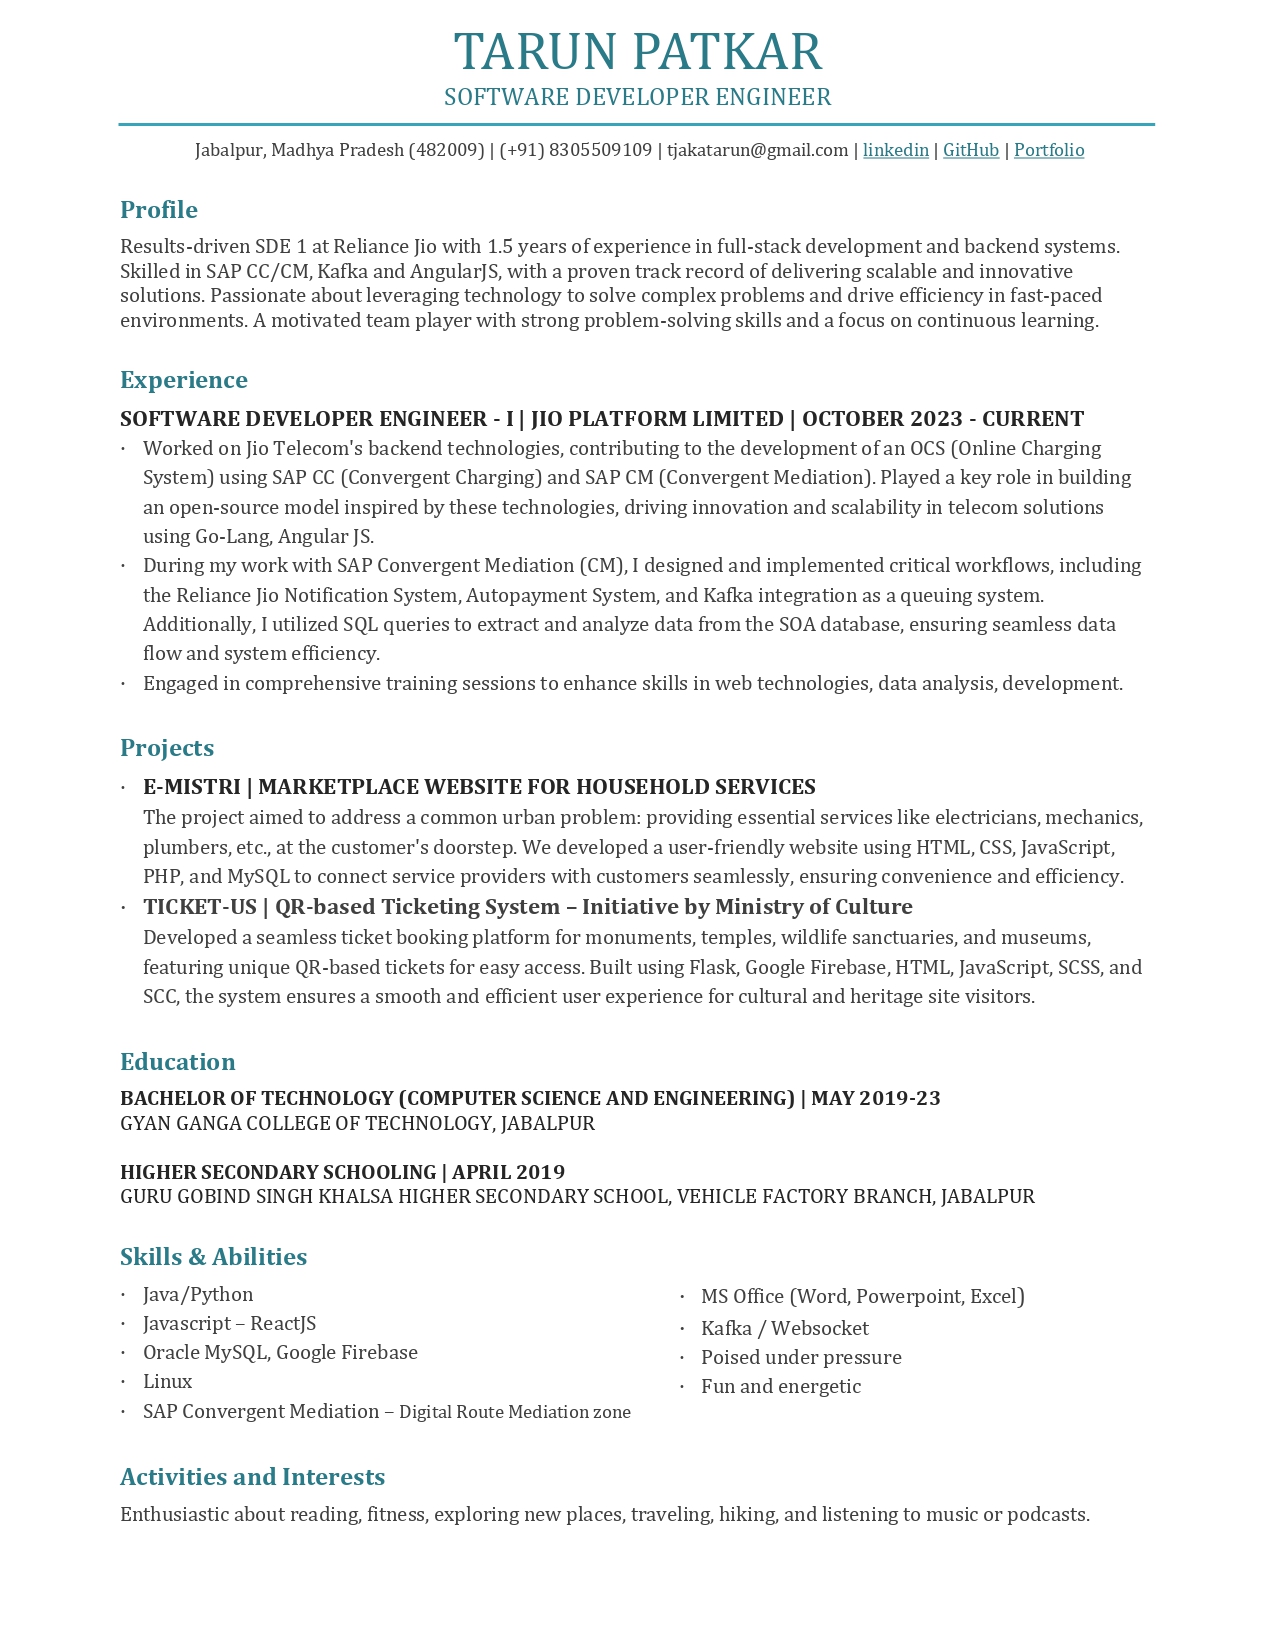 TARUN PATKAR
SOFTWARE DEVELOPER ENGINEER
Jabalpur, Madhya Pradesh (482009) | (+91) 8305509109 | tjakatarun@gmail.com | linkedin | GitHub | Portfolio
Profile
Results-driven SDE 1 at Reliance Jio with 1.5 years of experience in full-stack development and backend systems.
Skilled in SAP CC/CM, Kafka and AngularJS, with a proven track record of delivering scalable and innovative
solutions. Passionate about leveraging technology to solve complex problems and drive efficiency in fast-paced
environments. A motivated team player with strong problem-solving skills and a focus on continuous learning.
Experience
SOFTWARE DEVELOPER ENGINEER - I | JIO PLATFORM LIMITED | OCTOBER 2023 - CURRENT
· Worked on Jio Telecom's backend technologies, contributing to the development of an OCS (Online Charging
System) using SAP CC (Convergent Charging) and SAP CM (Convergent Mediation). Played a key role in building
an open-source model inspired by these technologies, driving innovation and scalability in telecom solutions
using Go-Lang, Angular JS.
· During my work with SAP Convergent Mediation (CM), I designed and implemented critical workflows, including
the Reliance Jio Notification System, Autopayment System, and Kafka integration as a queuing system.
Additionally, I utilized SQL queries to extract and analyze data from the SOA database, ensuring seamless data
flow and system efficiency.
· Engaged in comprehensive training sessions to enhance skills in web technologies, data analysis, development.
Projects
· E-MISTRI | MARKETPLACE WEBSITE FOR HOUSEHOLD SERVICES
The project aimed to address a common urban problem: providing essential services like electricians, mechanics,
plumbers, etc., at the customer's doorstep. We developed a user-friendly website using HTML, CSS, JavaScript,
PHP, and MySQL to connect service providers with customers seamlessly, ensuring convenience and efficiency.
· TICKET-US | QR-based Ticketing System – Initiative by Ministry of Culture
Developed a seamless ticket booking platform for monuments, temples, wildlife sanctuaries, and museums,
featuring unique QR-based tickets for easy access. Built using Flask, Google Firebase, HTML, JavaScript, SCSS, and
SCC, the system ensures a smooth and efficient user experience for cultural and heritage site visitors.
Education
BACHELOR OF TECHNOLOGY (COMPUTER SCIENCE AND ENGINEERING) | MAY 2019-23
GYAN GANGA COLLEGE OF TECHNOLOGY, JABALPUR
HIGHER SECONDARY SCHOOLING | APRIL 2019
GURU GOBIND SINGH KHALSA HIGHER SECONDARY SCHOOL, VEHICLE FACTORY BRANCH, JABALPUR
Skills & Abilities
· Java/Python
· Javascript – ReactJS
· Oracle MySQL, Google Firebase
· Linux
· SAP Convergent Mediation – Digital Route Mediation zone
· MS Office (Word, Powerpoint, Excel)
· Kafka / Websocket
· Poised under pressure
· Fun and energetic
Activities and Interests
Enthusiastic about reading, fitness, exploring new places, traveling, hiking, and listening to music or podcasts.